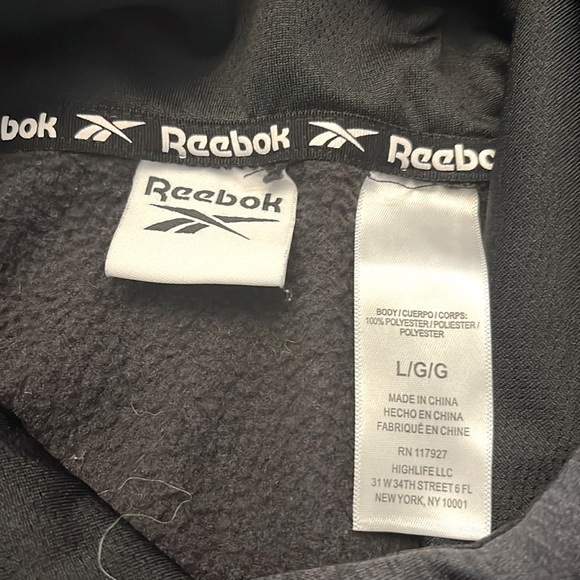 bok Reebok Reebo
Reebok
BODY / CUERPO / CORPS:
100% POLYESTER / POLIESTER /
POLYESTER
L/G/G
MADE IN CHINA
HECHO EN CHINA
FABRIQUÉ EN CHINE
RN 117927
HIGHLIFE LLC
31 W 34TH STREET 6 FL
NEW YORK, NY 10001